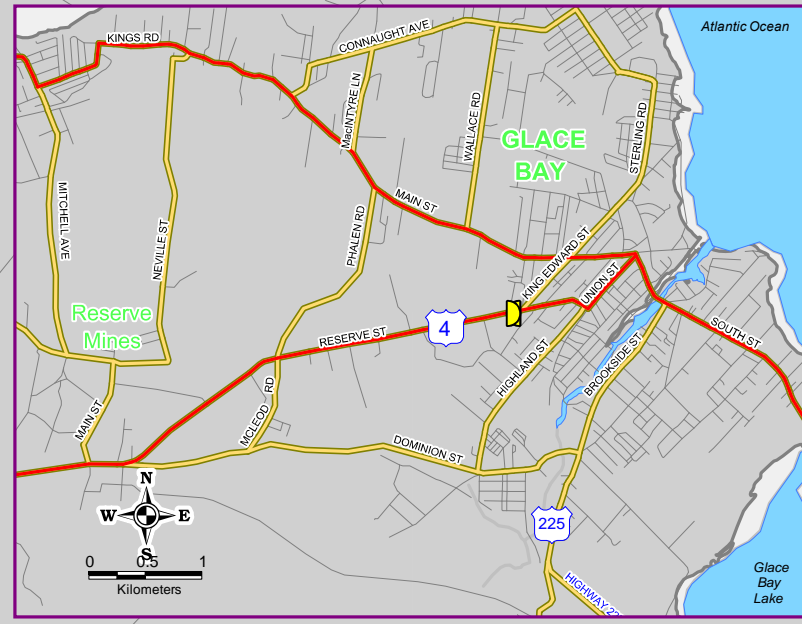 Atlantic Ocean
KINGS RD
CONNAUGHT AVE
MacINTYRE LN
WALLACE RD
STERLING RD
GLACE
BAY
MITCHELL AVE
NEVILLE ST
PHALEN RD
MAIN ST
KING EDWARD ST
UNION ST
Reserve
Mines
RESERVE ST
4
HIGHLAND ST
BROOKSIDE ST
SOUTH ST
MAIN ST
MCLEOD RD
DOMINION ST
N
W E
S
225
0 0.5 1
Kilometers
HIGHWAY 22
Glace
Bay
Lake